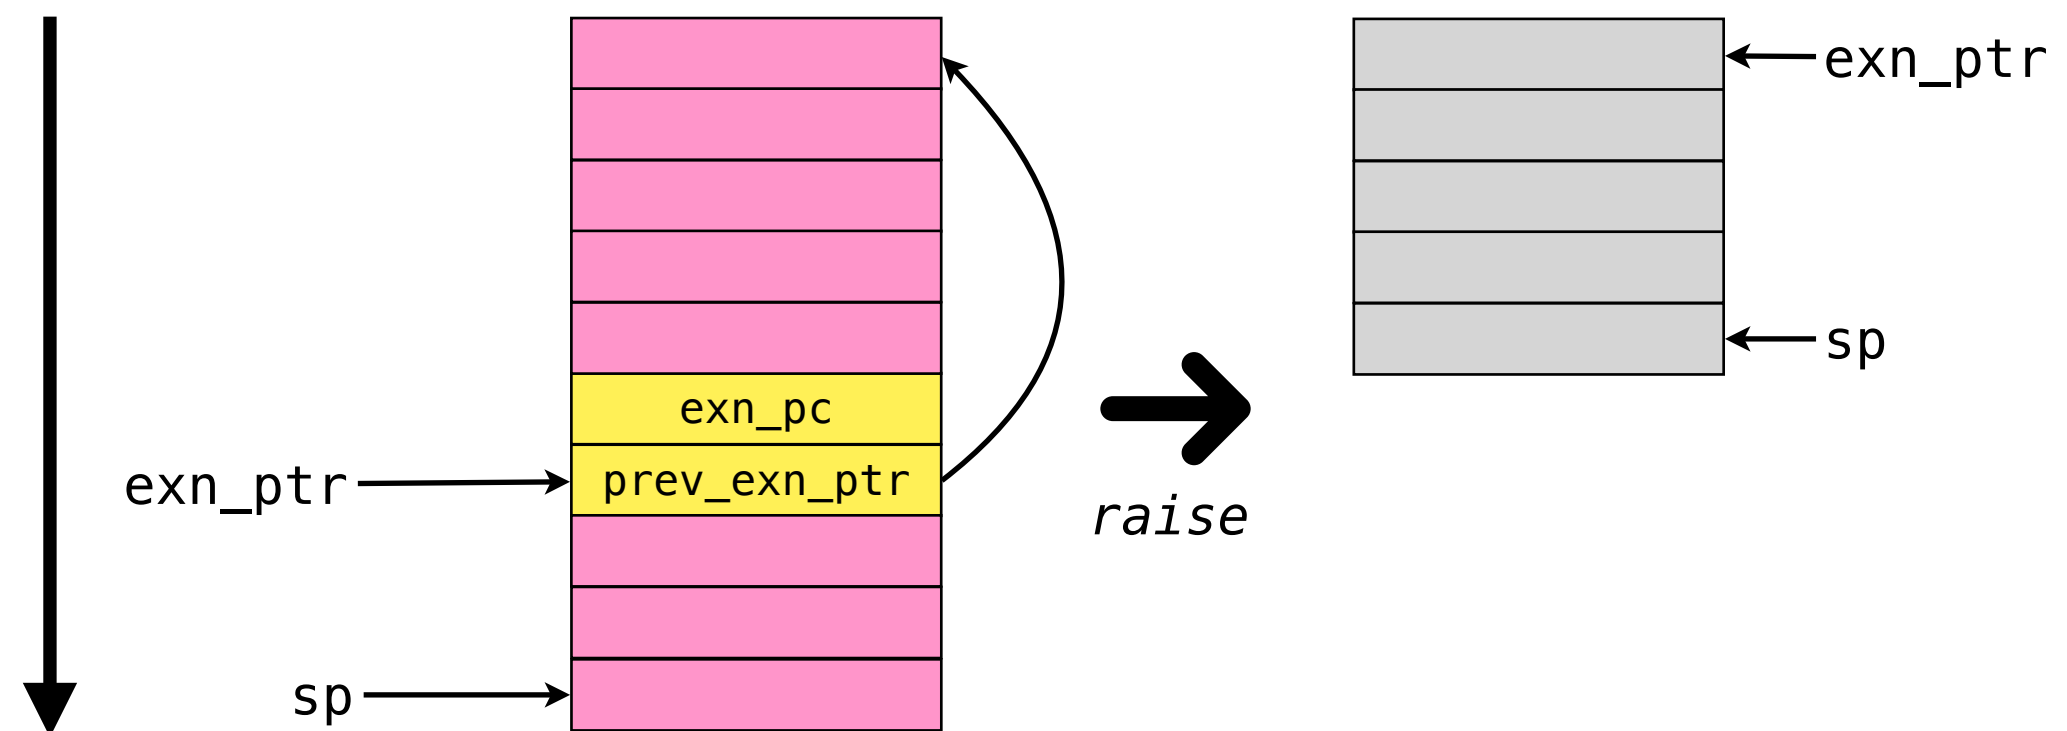 exn_ptr
sp
exn_pc
prev_exn_ptr
exn_ptr
sp
raise